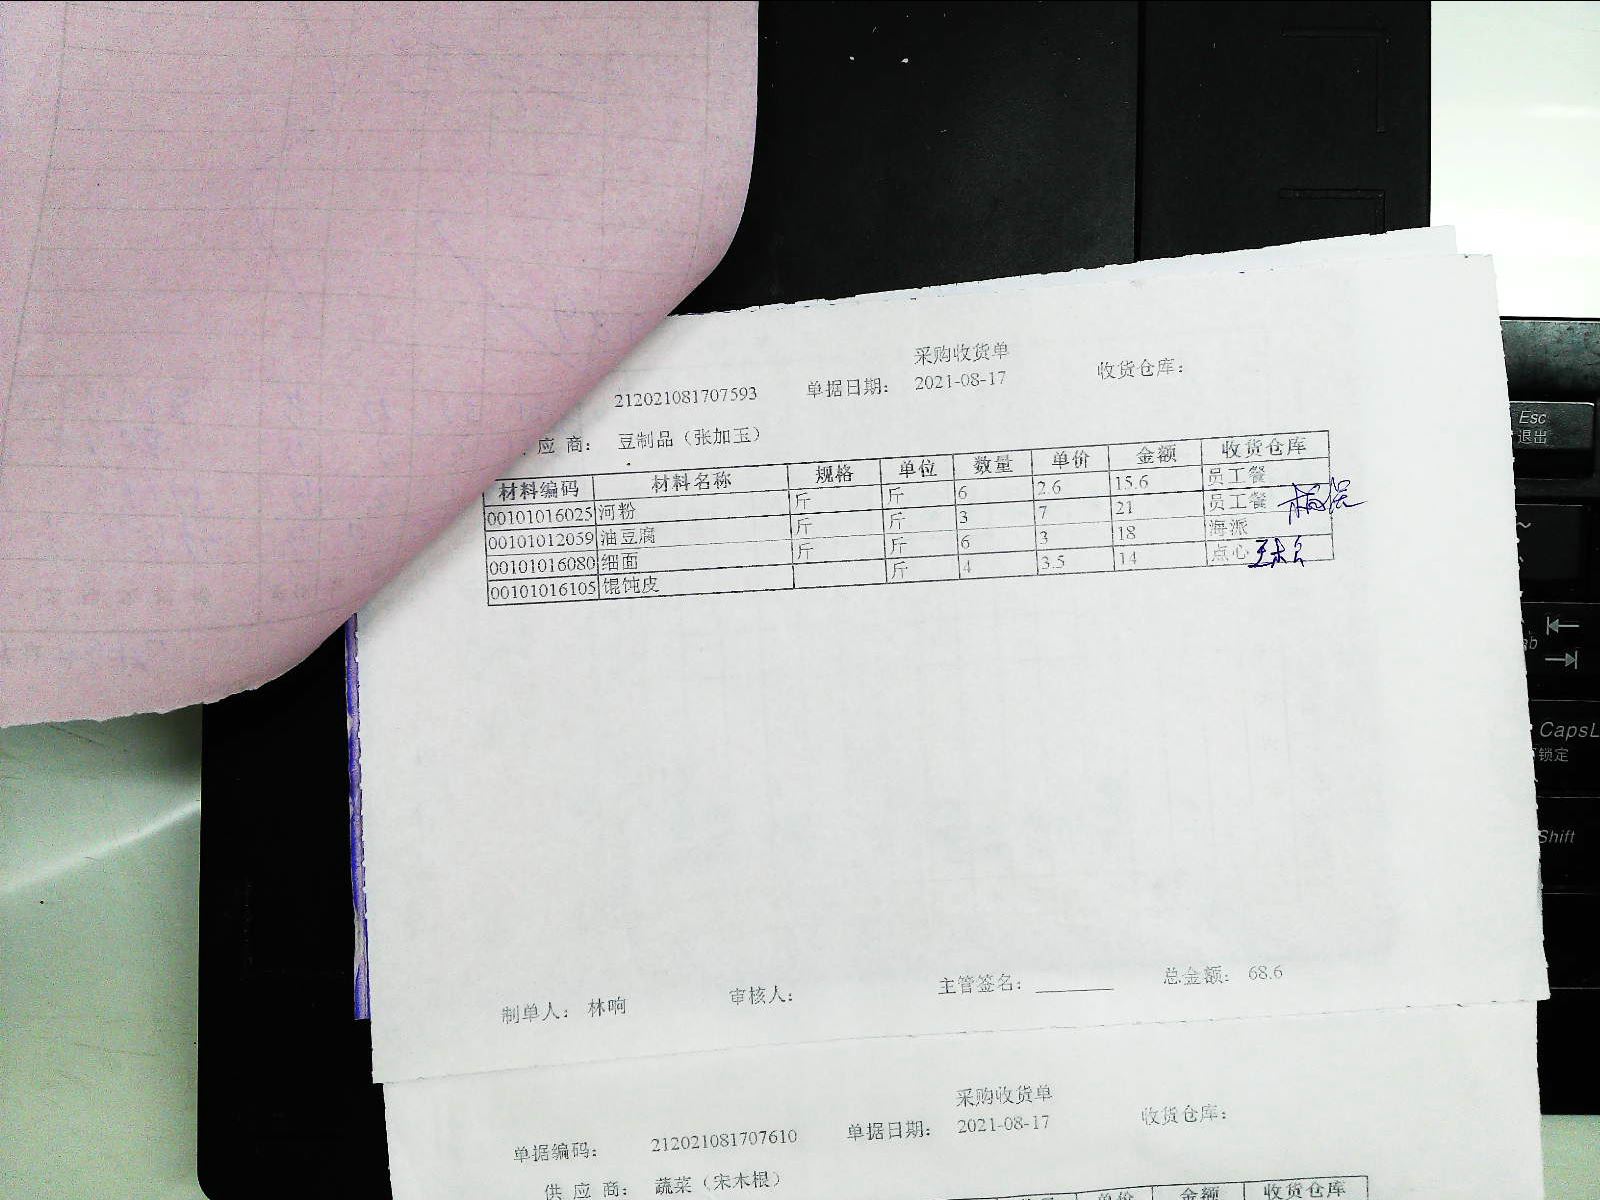 采购收货单
212021081707593 单据日期: 2021-08-17 收货仓库:
应 商: 豆制品(张加玉)
材料编码 材料名称 规格 单位 数量 单价 金额 收货仓库
00101016025 河粉 斤 斤 6 2.6 15.6 员工餐
00101012059 油豆腐 斤 斤 3 7 21 员工餐
00101016080 细面 斤 斤 6 3 18 海派
00101016105 馄饨皮 斤 4 3.5 14 点心
制单人: 林响 审核人: 主管签名: 总金额: 68.6
采购收货单
单据编码: 212021081707610 单据日期: 2021-08-17 收货仓库:
供 应 商: 蔬菜(宋木根)
单价 金额 收货仓库
Esc
退出
~
CapsL
锁定
Shift